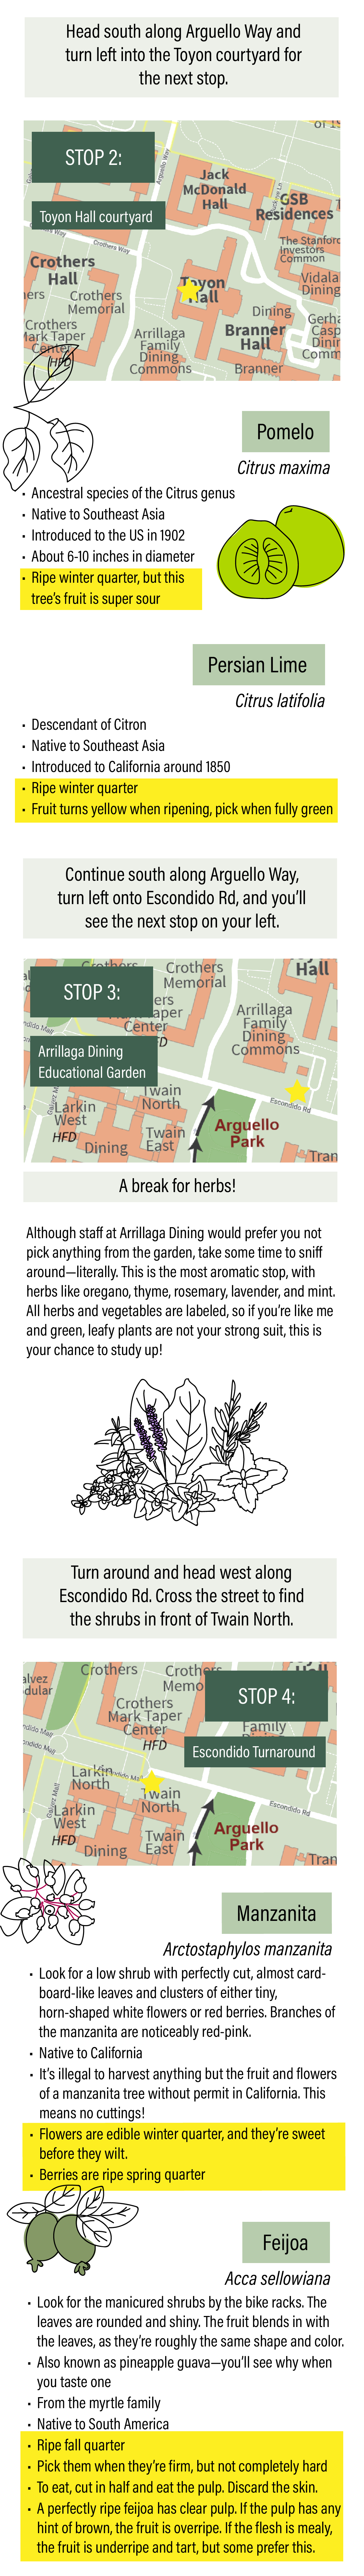 Head south along Arguello Way and
turn left into the Toyon courtyard for
the next stop.
STOP 2:
Toyon Hall courtyard
Arguello Way
Jack
McDonald
Hall
GSB
Residences
The Stanford
Investors
Common
Crothers Way
Crothers
Hall
Crothers
Memorial
Toyon
Hall
Vidala
Dining
Dining
Branner
Hall
Branner
Arrillaga
Family
Dining
Commons
Crothers
Mark Taper
Center
HFD
Pomelo
Citrus maxima
• Ancestral species of the Citrus genus
• Native to Southeast Asia
• Introduced to the US in 1902
• About 6-10 inches in diameter
• Ripe winter quarter, but this
tree's fruit is super sour
Persian Lime
Citrus latifolia
• Descendant of Citron
• Native to Southeast Asia
• Introduced to California around 1850
• Ripe winter quarter
• Fruit turns yellow when ripening, pick when fully green
Continue south along Arguello Way,
turn left onto Escondido Rd, and you'll
see the next stop on your left.
STOP 3:
Arrillaga Dining
Educational Garden
Crothers
Memorial
Hall
Center
Arrillaga
Family
Dining
Commons
Escondido Rd
Twain
North
Larkin
West
HFD
Dining
Twain
East
Arguello
Park
A break for herbs!
Although staff at Arrillaga Dining would prefer you not
pick anything from the garden, take some time to sniff
around—literally. This is the most aromatic stop, with
herbs like oregano, thyme, rosemary, lavender, and mint.
All herbs and vegetables are labeled, so if you're like me
and green, leafy plants are not your strong suit, this is
your chance to study up!
Turn around and head west along
Escondido Rd. Cross the street to find
the shrubs in front of Twain North.
STOP 4:
Escondido Turnaround
Crothers
Crothers
Mark Taper
Center
HFD
Family
Dining
Larkin
North
Twain
North
Escondido Rd
Larkin
West
HFD
Dining
Twain
East
Arguello
Park
Manzanita
Arctostaphylos manzanita
• Look for a low shrub with perfectly cut, almost card-
board-like leaves and clusters of either tiny,
horn-shaped white flowers or red berries. Branches of
the manzanita are noticeably red-pink.
• Native to California
• It's illegal to harvest anything but the fruit and flowers
of a manzanita tree without permit in California. This
means no cuttings!
• Flowers are edible winter quarter, and they're sweet
before they wilt.
• Berries are ripe spring quarter
Feijoa
Acca sellowiana
• Look for the manicured shrubs by the bike racks. The
leaves are rounded and shiny. The fruit blends in with
the leaves, as they're roughly the same shape and color.
• Also known as pineapple guava—you'll see why when
you taste one
• From the myrtle family
• Native to South America
• Ripe fall quarter
• Pick them when they're firm, but not completely hard
• To eat, cut in half and eat the pulp. Discard the skin.
• A perfectly ripe feijoa has clear pulp. If the pulp has any
hint of brown, the fruit is overripe. If the flesh is mealy,
the fruit is underripe and tart, but some prefer this.